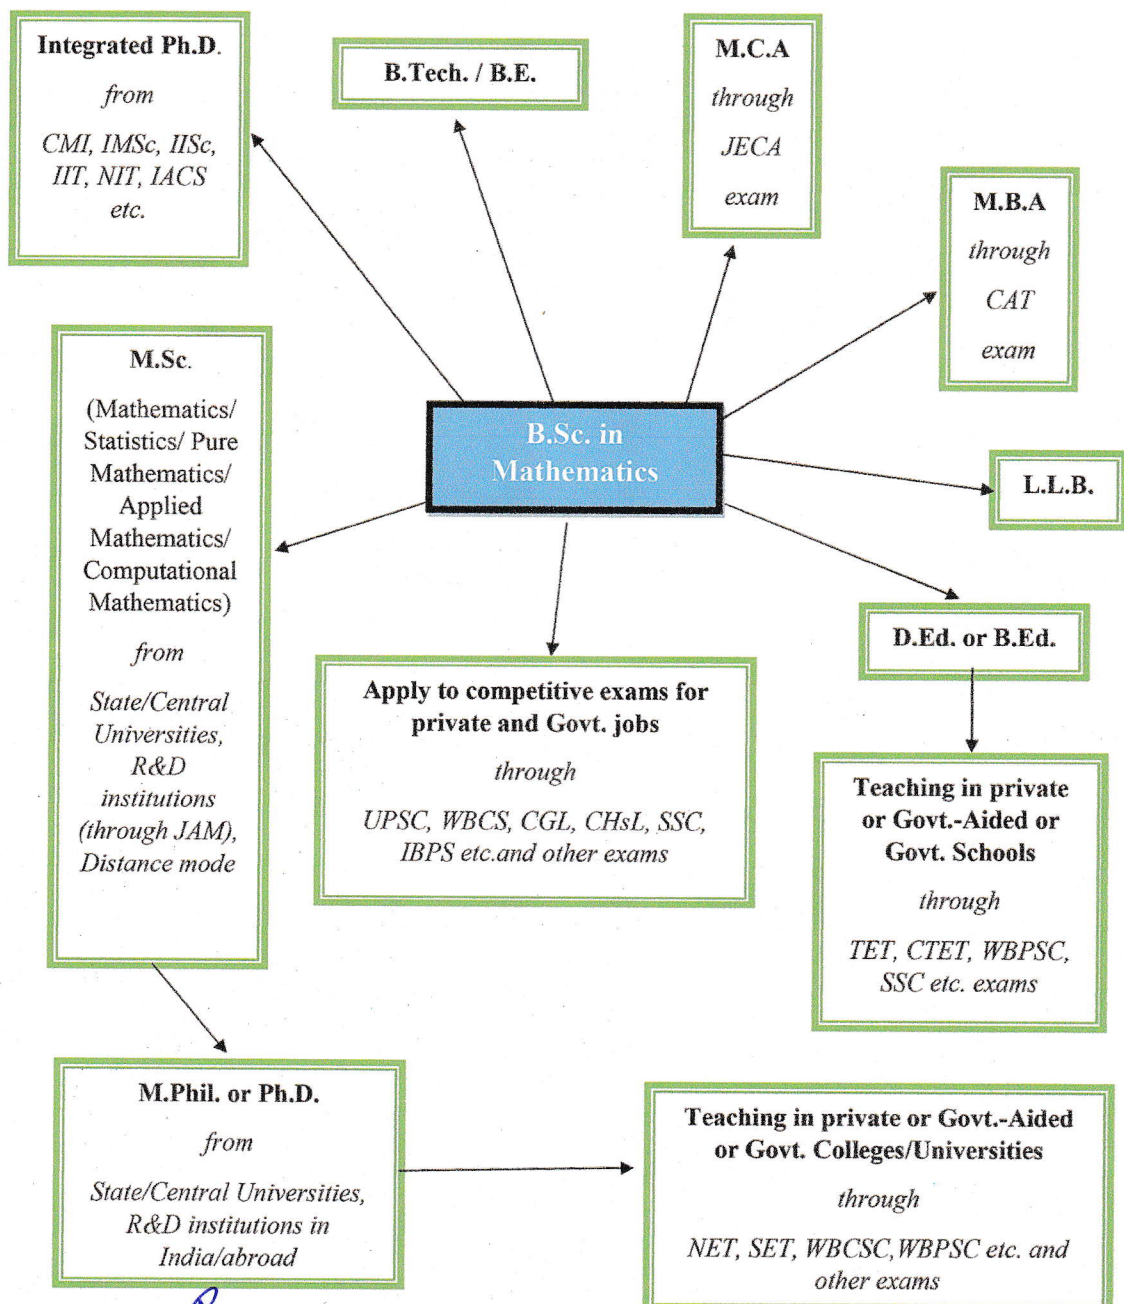 Integrated Ph.D.
from
CMI, IMSc, IISc,
IIT, NIT, IACS
etc.
B.Tech. / B.E.
M.C.A
through
JECA
exam
M.B.A
through
CAT
exam
M.Sc.
(Mathematics/
Statistics/ Pure
Mathematics/
Applied
Mathematics/
Computational
Mathematics)
from
State/Central
Universities,
R&D
institutions
(through JAM),
Distance mode
B.Sc. in
Mathematics
L.L.B.
D.Ed. or B.Ed.
Apply to competitive exams for
private and Govt. jobs
through
UPSC, WBCS, CGL, CHsL, SSC,
IBPS etc.and other exams
Teaching in private
or Govt.-Aided or
Govt. Schools
through
TET, CTET, WBPSC,
SSC etc. exams
M.Phil. or Ph.D.
from
State/Central Universities,
R&D institutions in
India/abroad
Teaching in private or Govt.-Aided
or Govt. Colleges/Universities
through
NET, SET, WBCSC,WBPSC etc. and
other exams